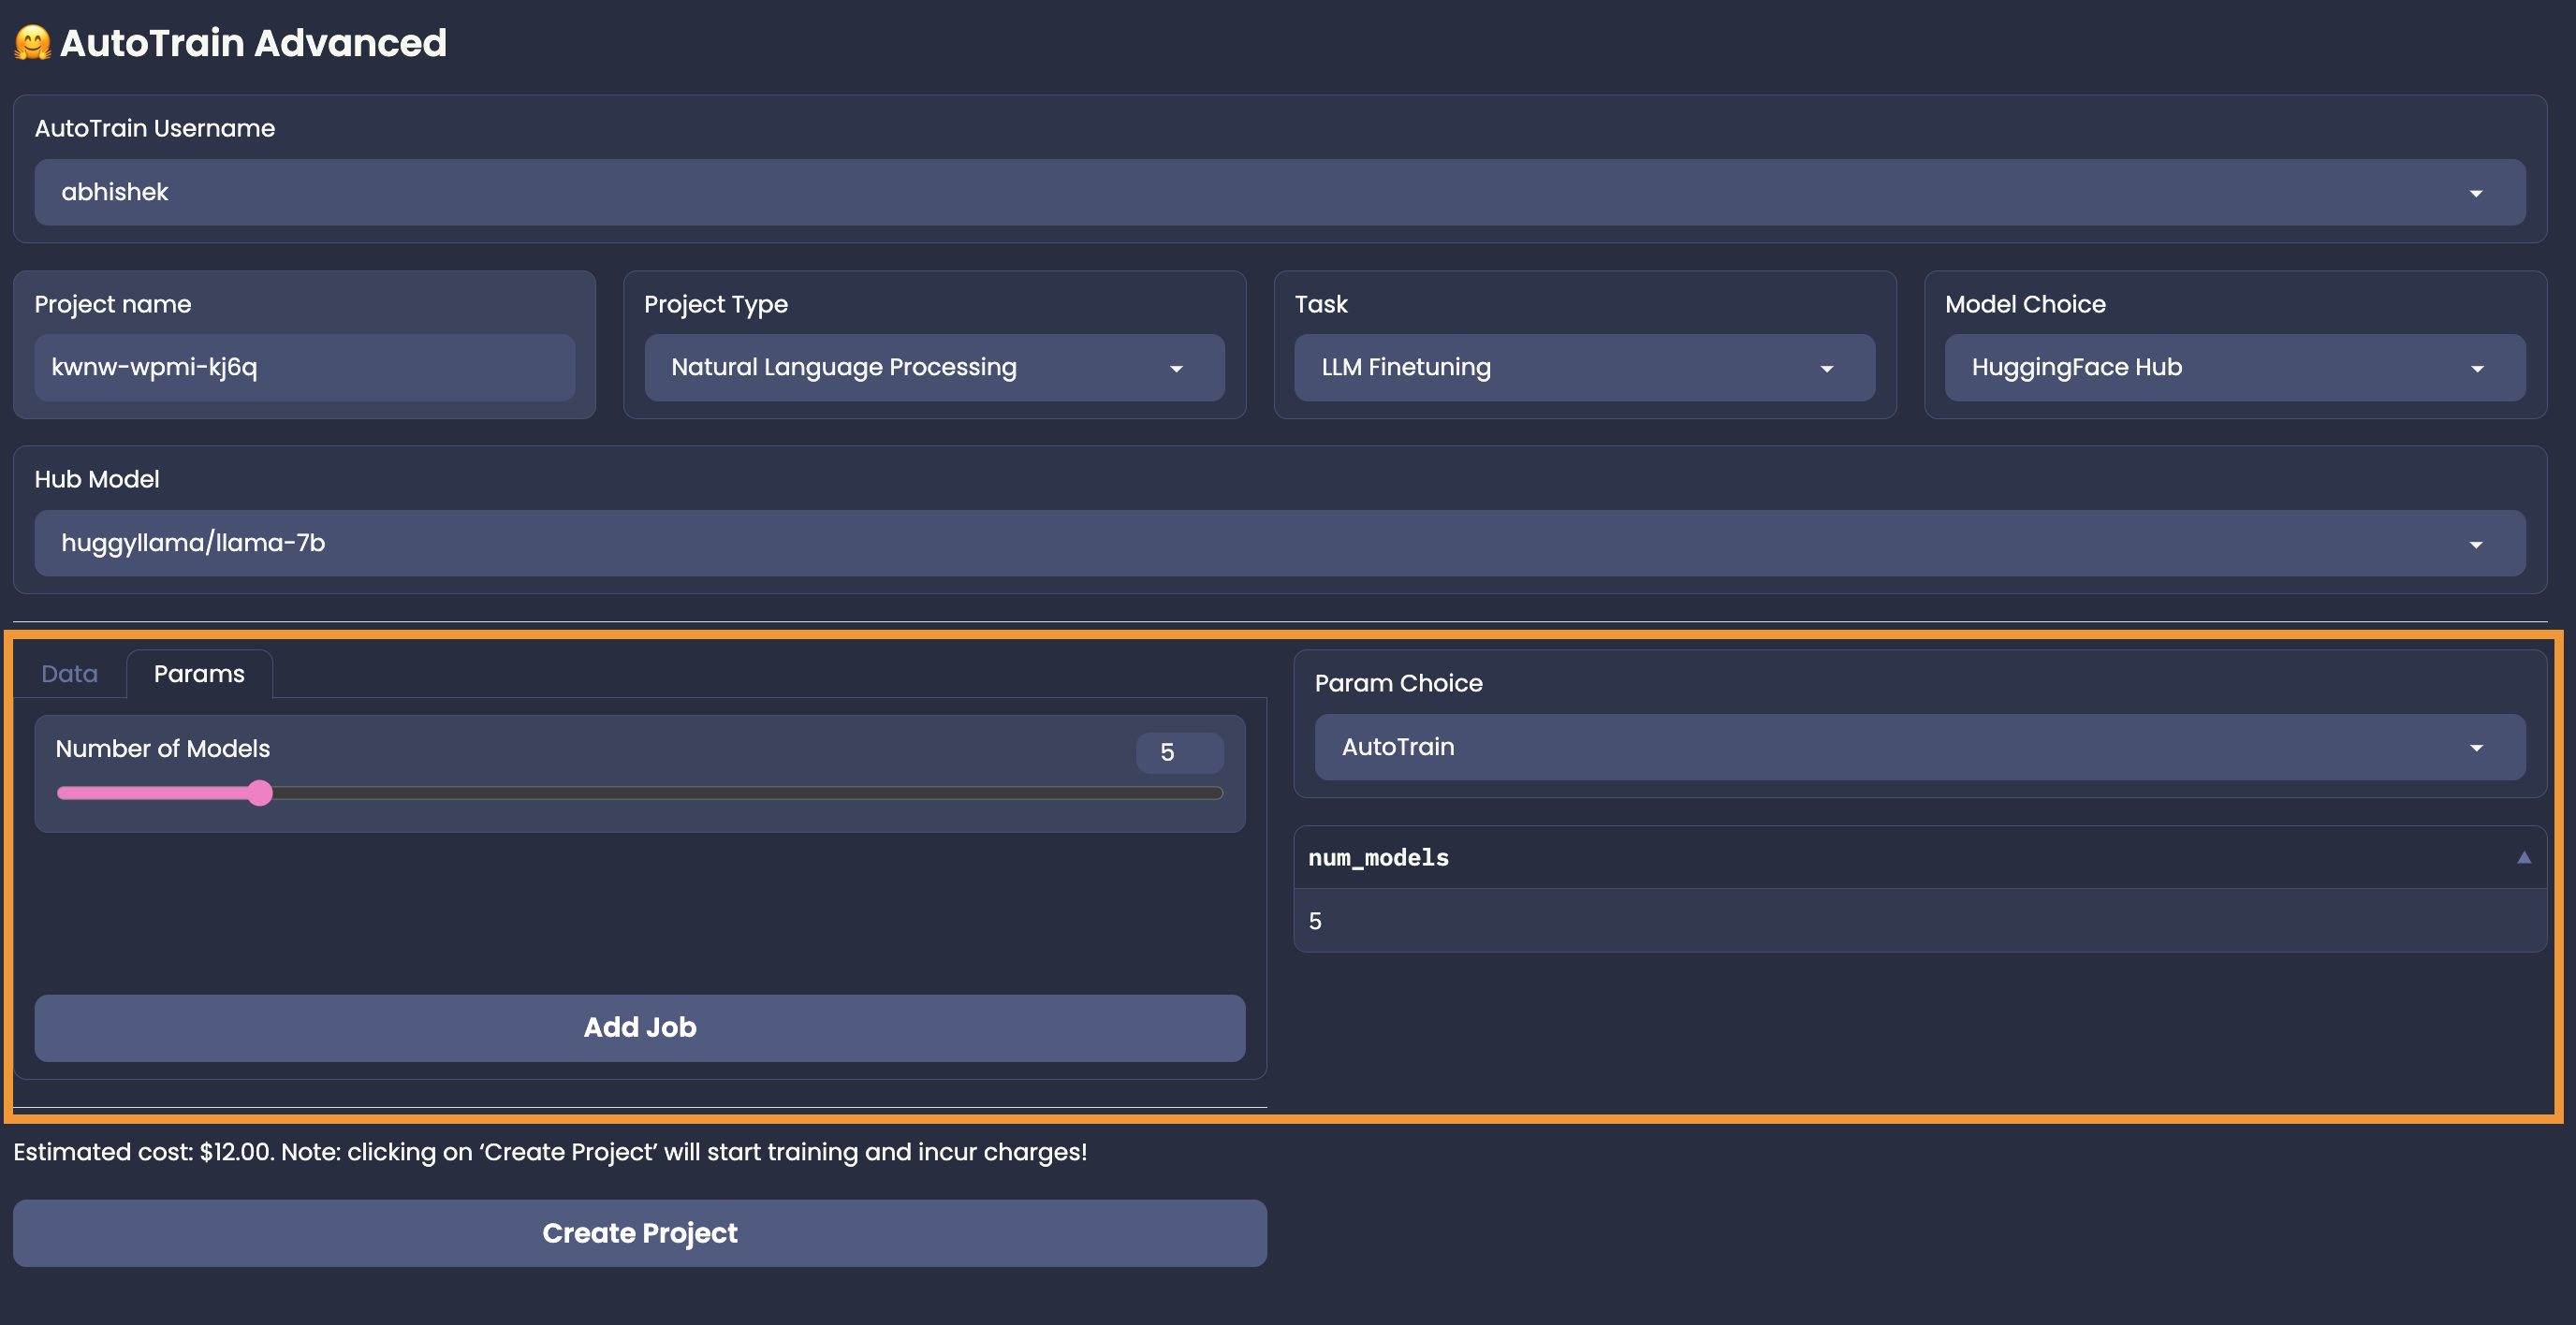 🤗 AutoTrain Advanced
AutoTrain Username
abhishek
Project name
kwnw-wpmi-kj6q
Project Type
Natural Language Processing
Task
LLM Finetuning
Model Choice
HuggingFace Hub
Hub Model
huggyllama/llama-7b
Data Params
Number of Models 5
Add Job
Param Choice
AutoTrain
num_models
5
Estimated cost: $12.00. Note: clicking on ‘Create Project’ will start training and incur charges!
Create Project